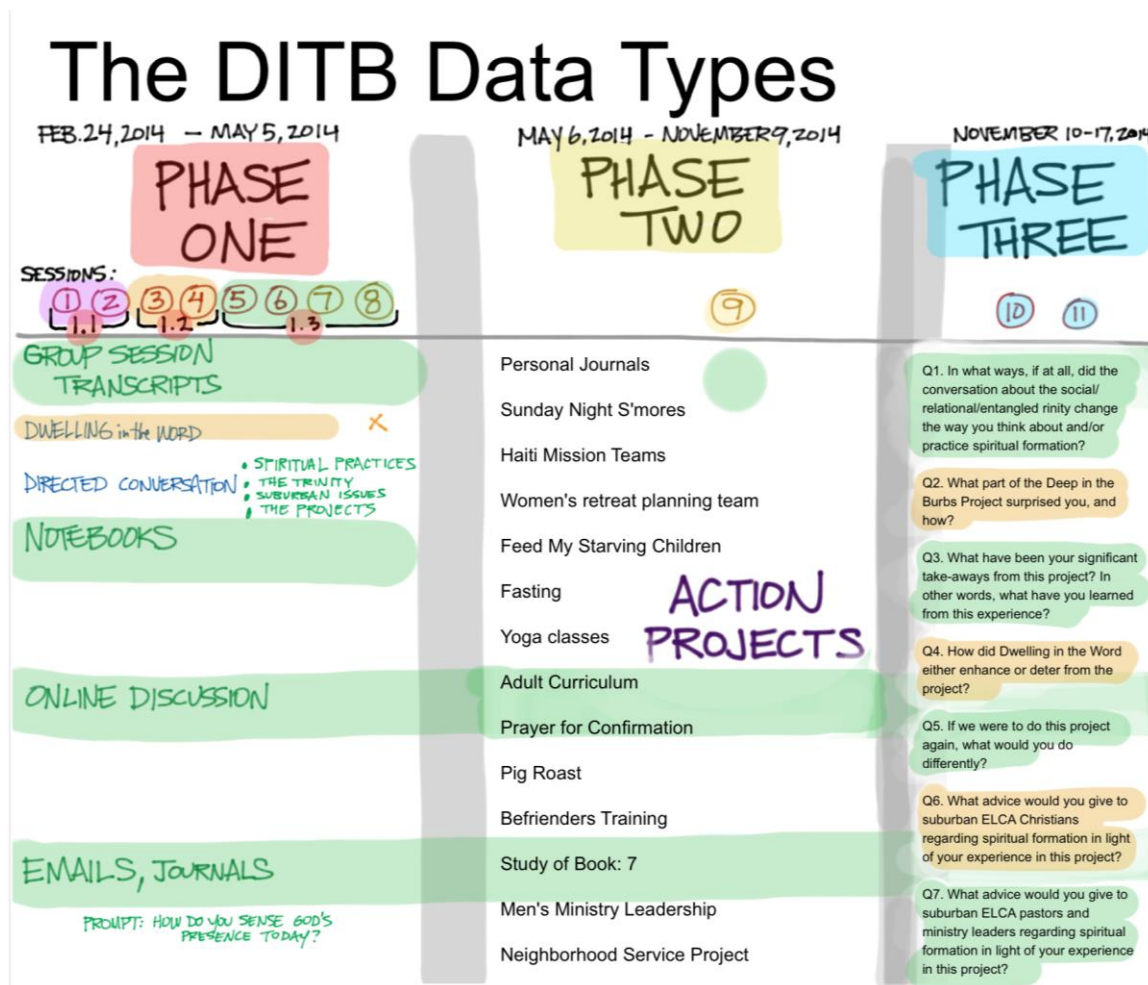 The DITB Data Types
FEB. 24, 2014 – MAY 5, 2014
PHASE
ONE
SESSIONS:
1 2 3 4 5 6 7 8
1.1 1.2 1.3
GROUP SESSION
TRANSCRIPTS
DWELLING in the WORD X
DIRECTED CONVERSATION
• SPIRITUAL PRACTICES
• THE TRINITY
• SUBURBAN ISSUES
• THE PROJECTS
NOTEBOOKS
ONLINE DISCUSSION
EMAILS, JOURNALS
PROMPT: HOW DO YOU SENSE GOD'S
PRESENCE TODAY?
MAY 6, 2014 - NOVEMBER 9, 2014
PHASE
TWO
9
Personal Journals
Sunday Night S'mores
Haiti Mission Teams
Women's retreat planning team
Feed My Starving Children
Fasting
Yoga classes
ACTION
PROJECTS
Adult Curriculum
Prayer for Confirmation
Pig Roast
Befrienders Training
Study of Book: 7
Men's Ministry Leadership
Neighborhood Service Project
NOVEMBER 10-17, 2014
PHASE
THREE
10 11
Q1. In what ways, if at all, did the
conversation about the social/
relational/entangled rinity change
the way you think about and/or
practice spiritual formation?
Q2. What part of the Deep in the
Burbs Project surprised you, and
how?
Q3. What have been your significant
take-aways from this project? In
other words, what have you learned
from this experience?
Q4. How did Dwelling in the Word
either enhance or deter from the
project?
Q5. If we were to do this project
again, what would you do
differently?
Q6. What advice would you give to
suburban ELCA Christians
regarding spiritual formation in light
of your experience in this project?
Q7. What advice would you give to
suburban ELCA pastors and
ministry leaders regarding spiritual
formation in light of your experience
in this project?